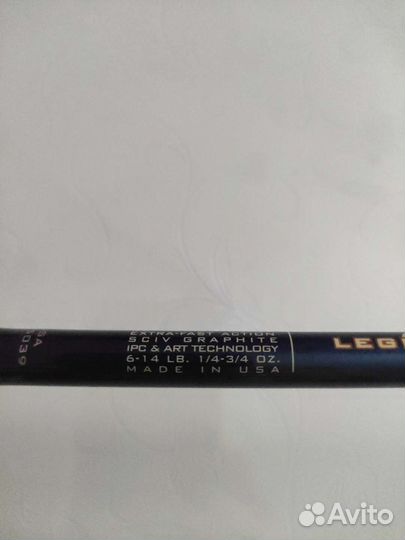 EXTRA-FAST ACTION
SCIV GRAPHITE
IPC & ART TECHNOLOGY
6-14 LB. 1/4-3/4 OZ.
MADE IN USA
LEGE
Avito